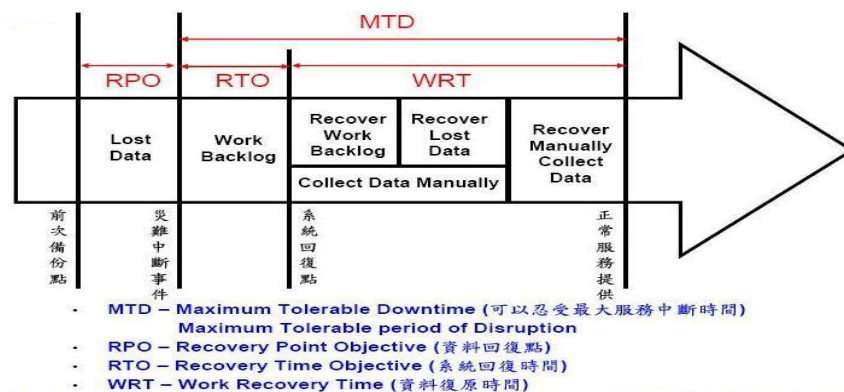 MTD
RPO
RTO
WRT
Lost
Data
Work
Backlog
Recover
Work
Backlog
Recover
Lost
Data
Collect Data Manually
Recover
Manually
Collect
Data
前次備份點
災難中斷事件
系統回復點
正常服務提供
- MTD – Maximum Tolerable Downtime (可以忍受最大服務中斷時間)
Maximum Tolerable period of Disruption
- RPO – Recovery Point Objective (資料回復點)
- RTO – Recovery Time Objective (系統回復時間)
- WRT – Work Recovery Time (資料復原時間)